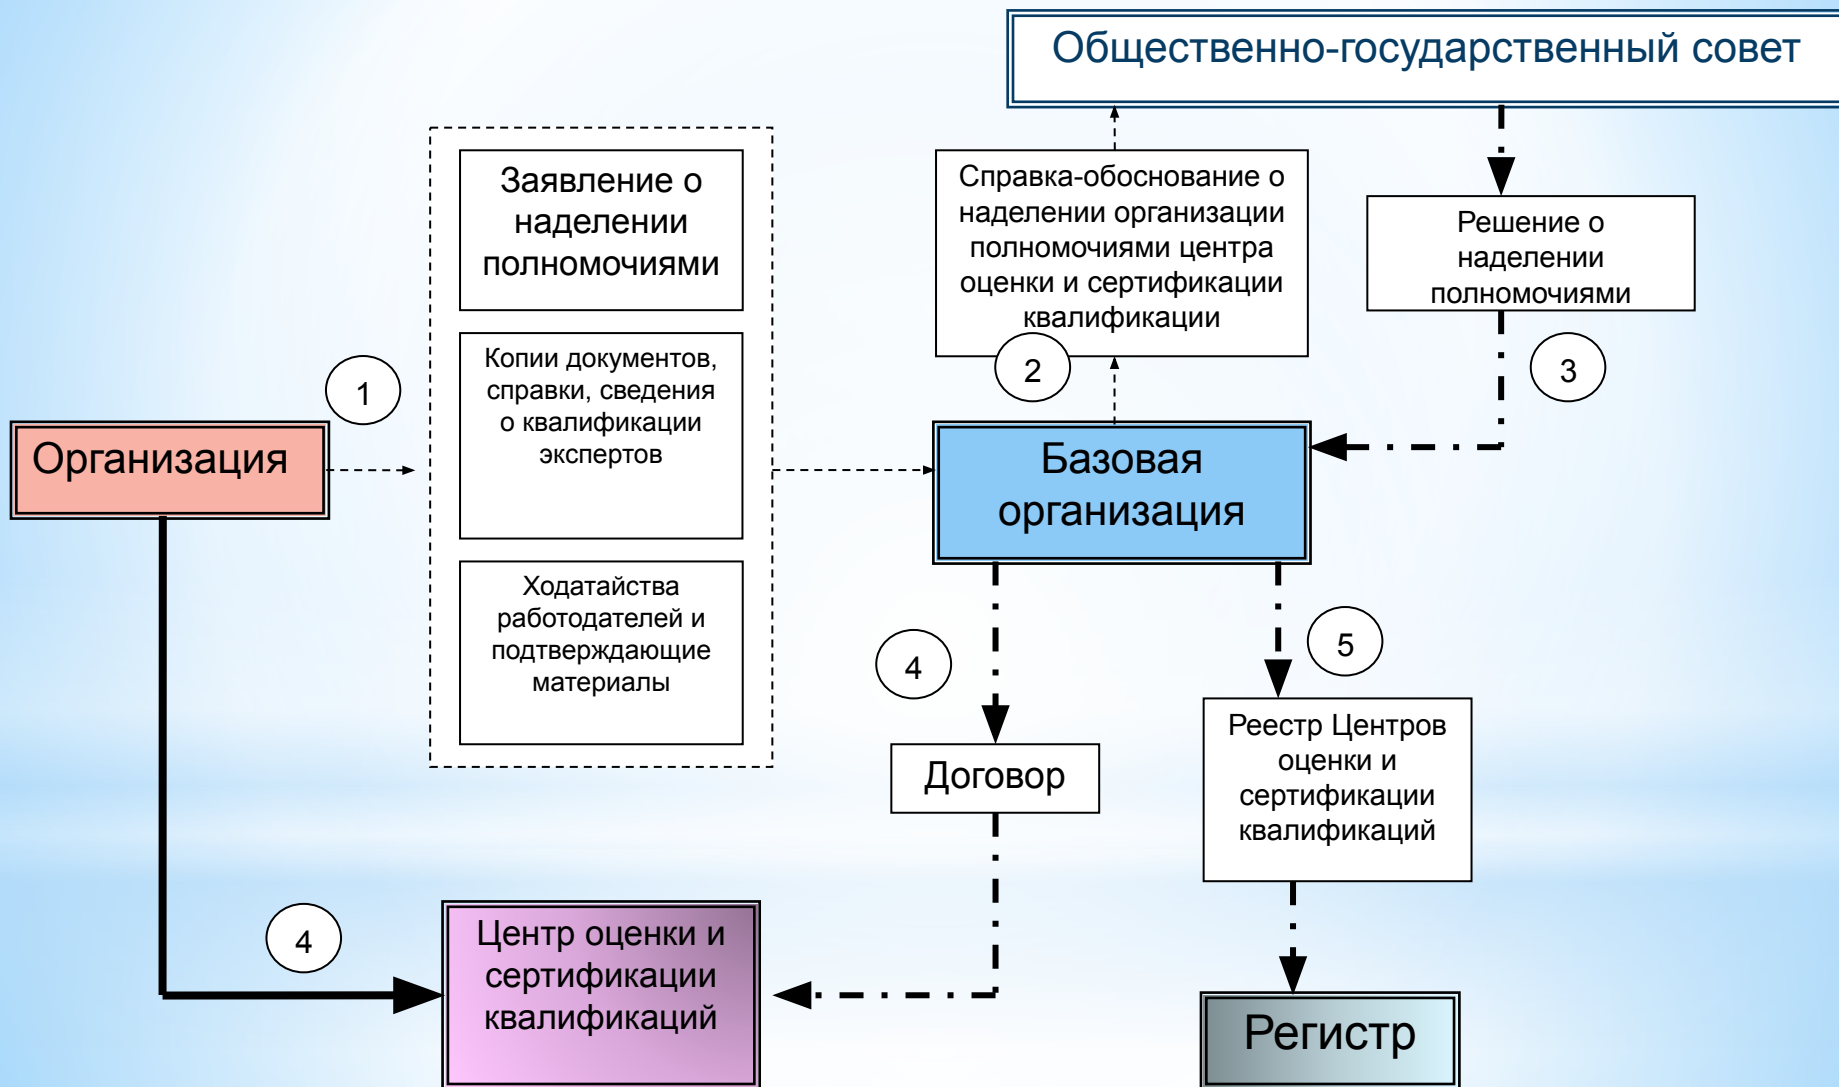 Общественно-государственный совет
Заявление о
наделении
полномочиями
Справка-обоснование о
наделении организации
полномочиями центра
оценки и сертификации
квалификации
Решение о
наделении
полномочиями
1
Копии документов,
справки, сведения
о квалификации
экспертов
2
3
Организация
Базовая
организация
Ходатайства
работодателей и
подтверждающие
материалы
4
5
Договор
Реестр Центров
оценки и
сертификации
квалификаций
4
Центр оценки и
сертификации
квалификаций
Регистр